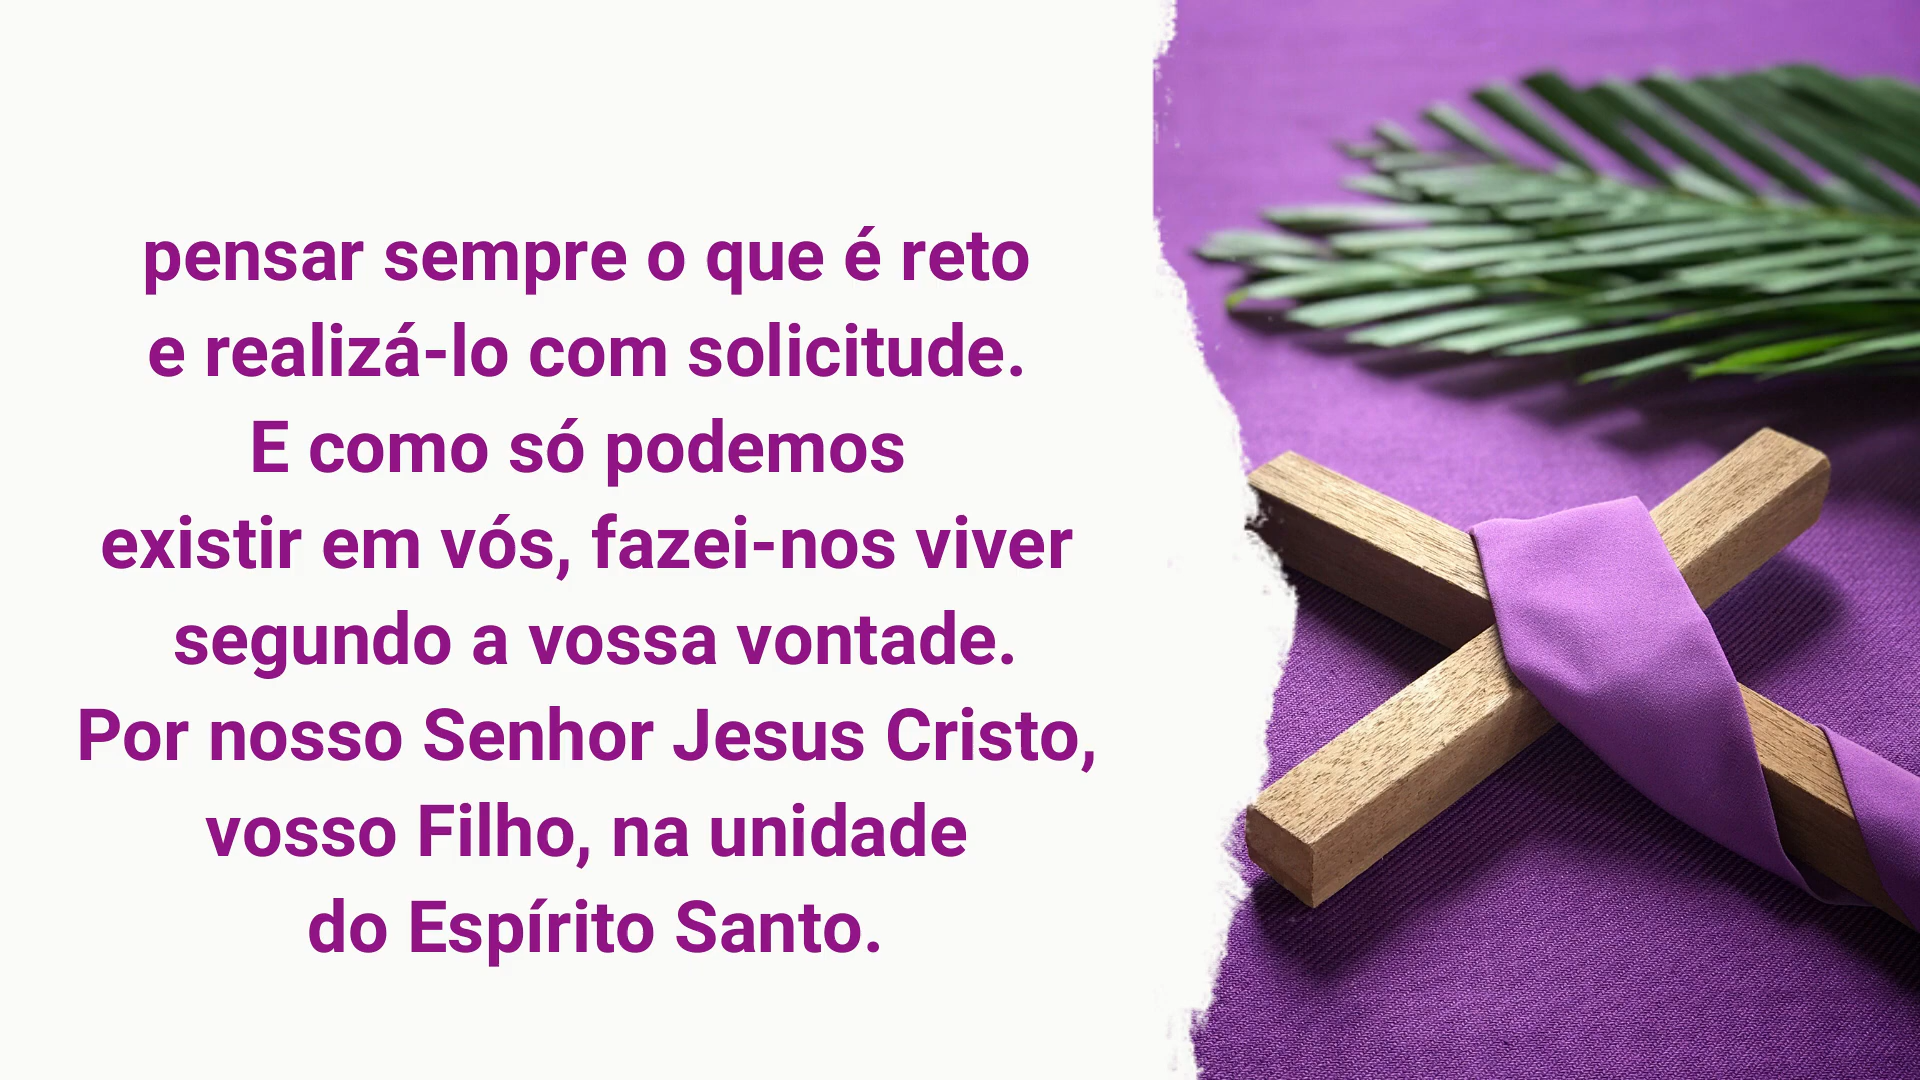 pensar sempre o que é reto
e realizá-lo com solicitude.
E como só podemos
existir em vós, fazei-nos viver
segundo a vossa vontade.
Por nosso Senhor Jesus Cristo,
vosso Filho, na unidade
do Espírito Santo.